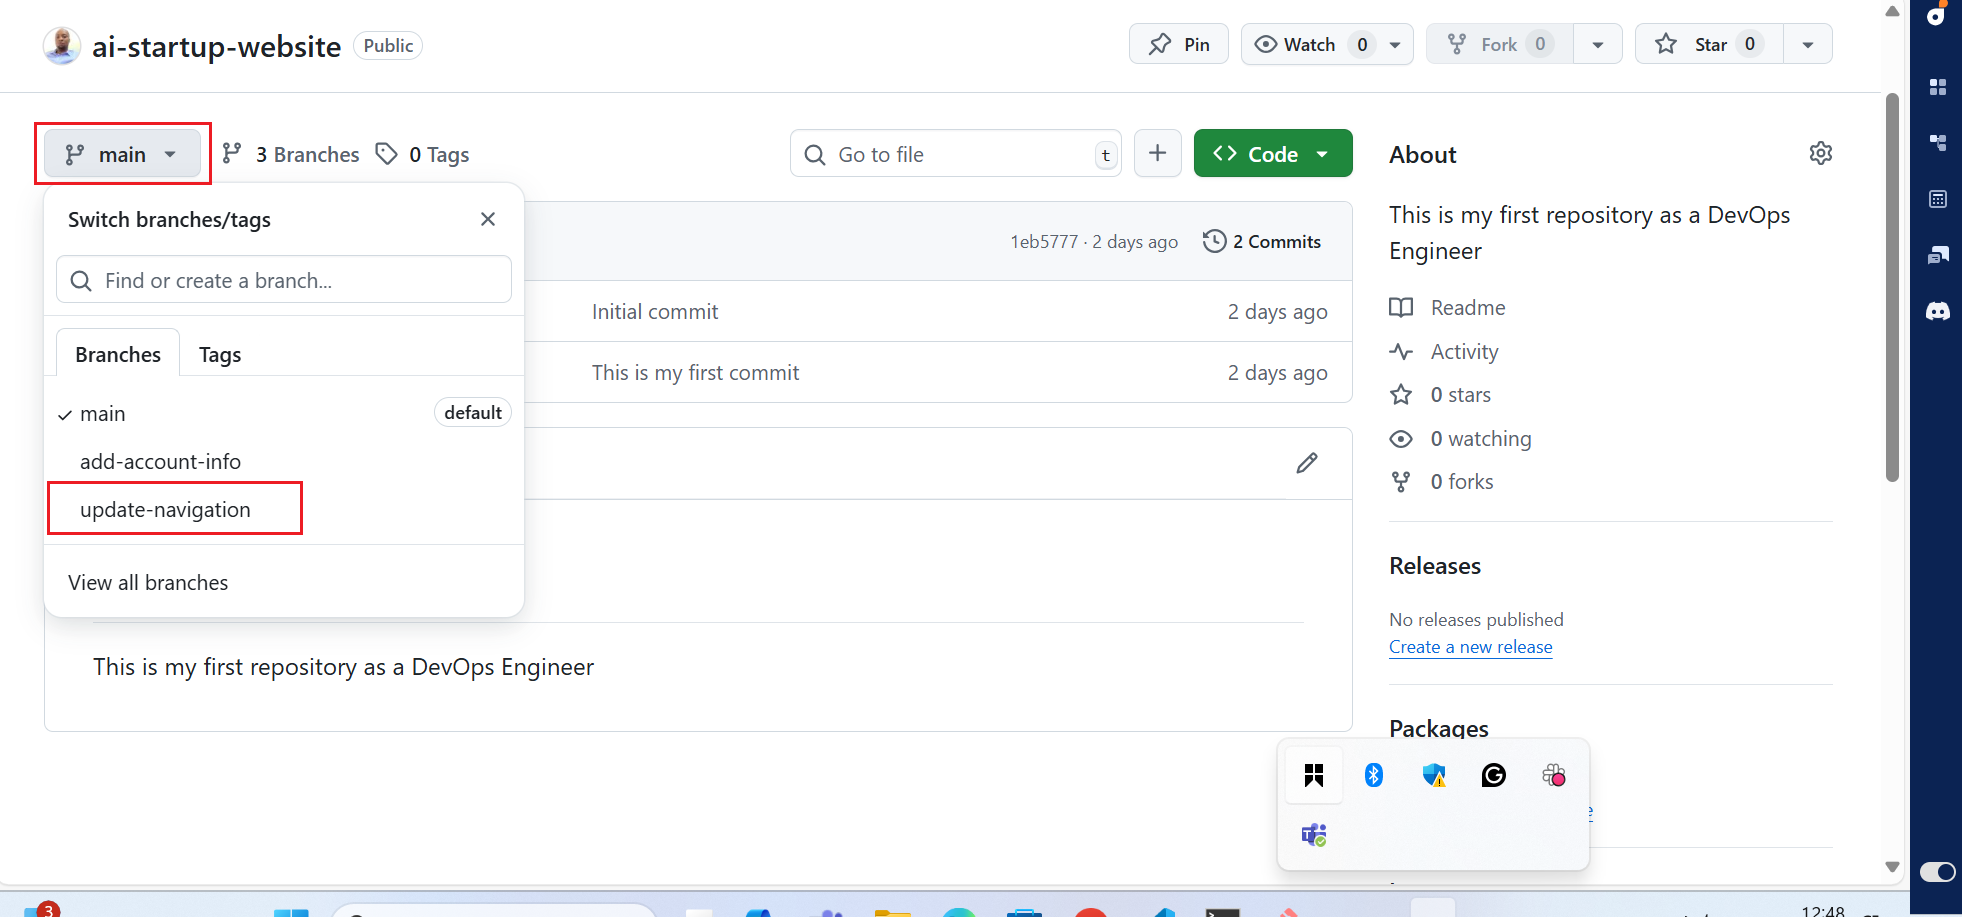 ai-startup-website Public
Pin
Watch 0
Fork 0
Star 0
main
3 Branches
0 Tags
Go to file t
Code
About
Switch branches/tags
This is my first repository as a DevOps
Engineer
1eb5777 · 2 days ago
2 Commits
Find or create a branch...
Initial commit
2 days ago
Readme
Branches
Tags
Activity
This is my first commit
2 days ago
0 stars
main default
0 watching
add-account-info
0 forks
update-navigation
Releases
View all branches
No releases published
Create a new release
This is my first repository as a DevOps Engineer
Packages
3
12:48